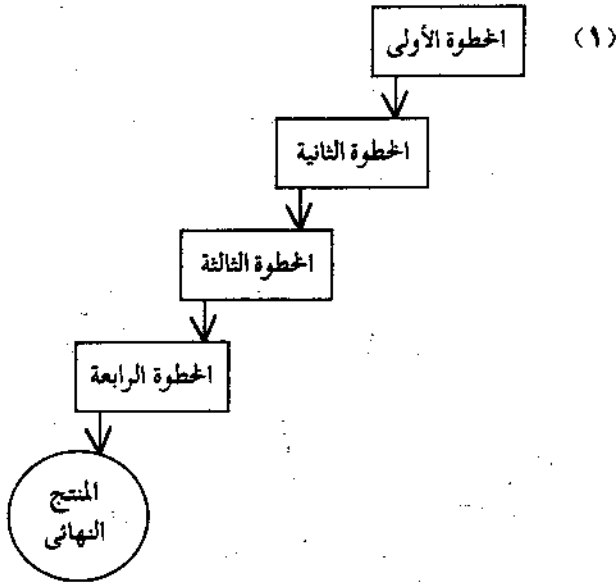 (١)
الخطوة الأولى
الخطوة الثانية
الخطوة الثالثة
الخطوة الرابعة
المنتج
النهائى